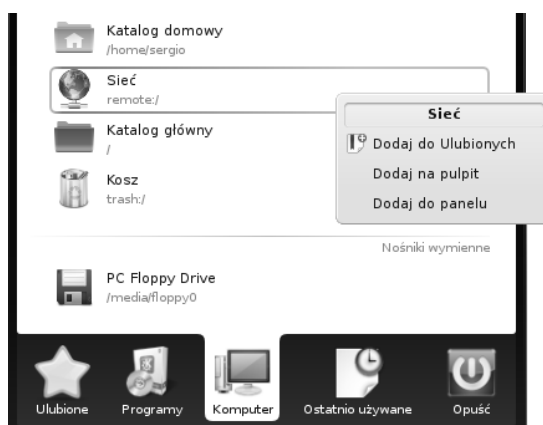 Katalog domowy
/home/sergio
Sieć
remote:/
Katalog główny
/
Kosz
trash:/
Sieć
Dodaj do Ulubionych
Dodaj na pulpit
Dodaj do panelu
Nośniki wymienne
PC Floppy Drive
/media/floppy0
Ulubione
Programy
Komputer
Ostatnio używane
Opuść